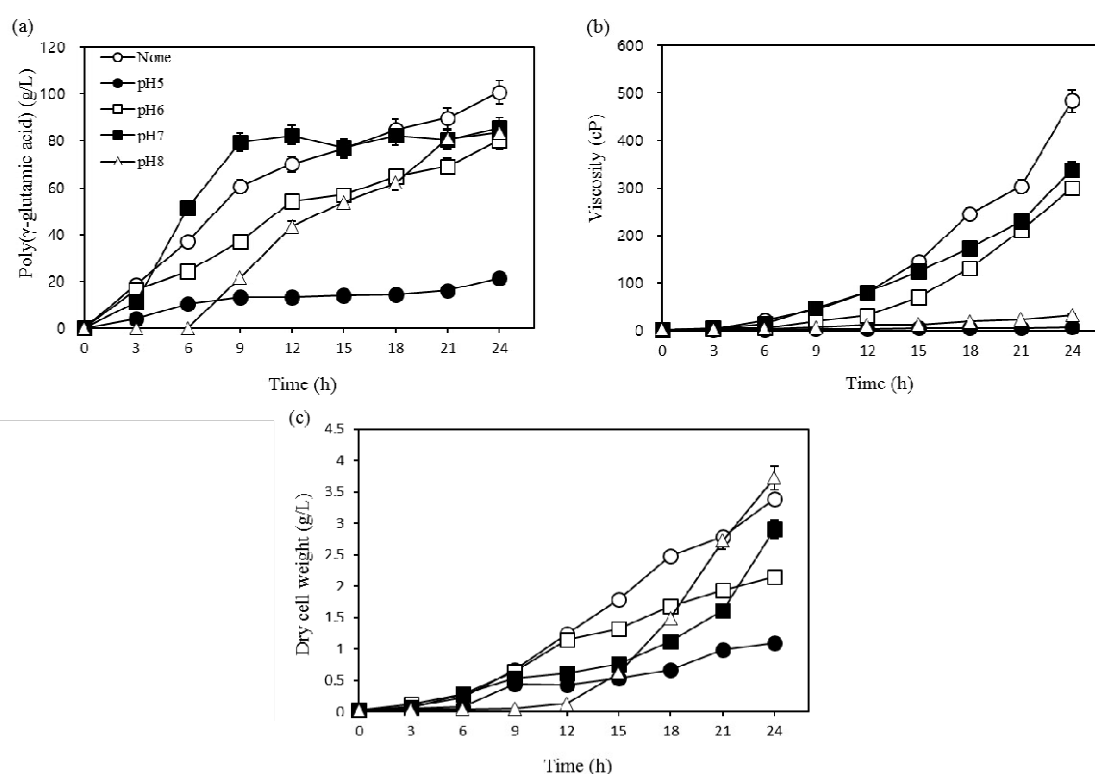 (a)
Poly(γ-glutamic acid) (g/L)
120
100
80
60
40
20
0
None
pH5
pH6
pH7
pH8
0 3 6 9 12 15 18 21 24
Time (h)
(b)
Viscosity (cP)
600
500
400
300
200
100
0
0 3 6 9 12 15 18 21 24
Time (h)
(c)
Dry cell weight (g/L)
4.5
4
3.5
3
2.5
2
1.5
1
0.5
0
0 3 6 9 12 15 18 21 24
Time (h)